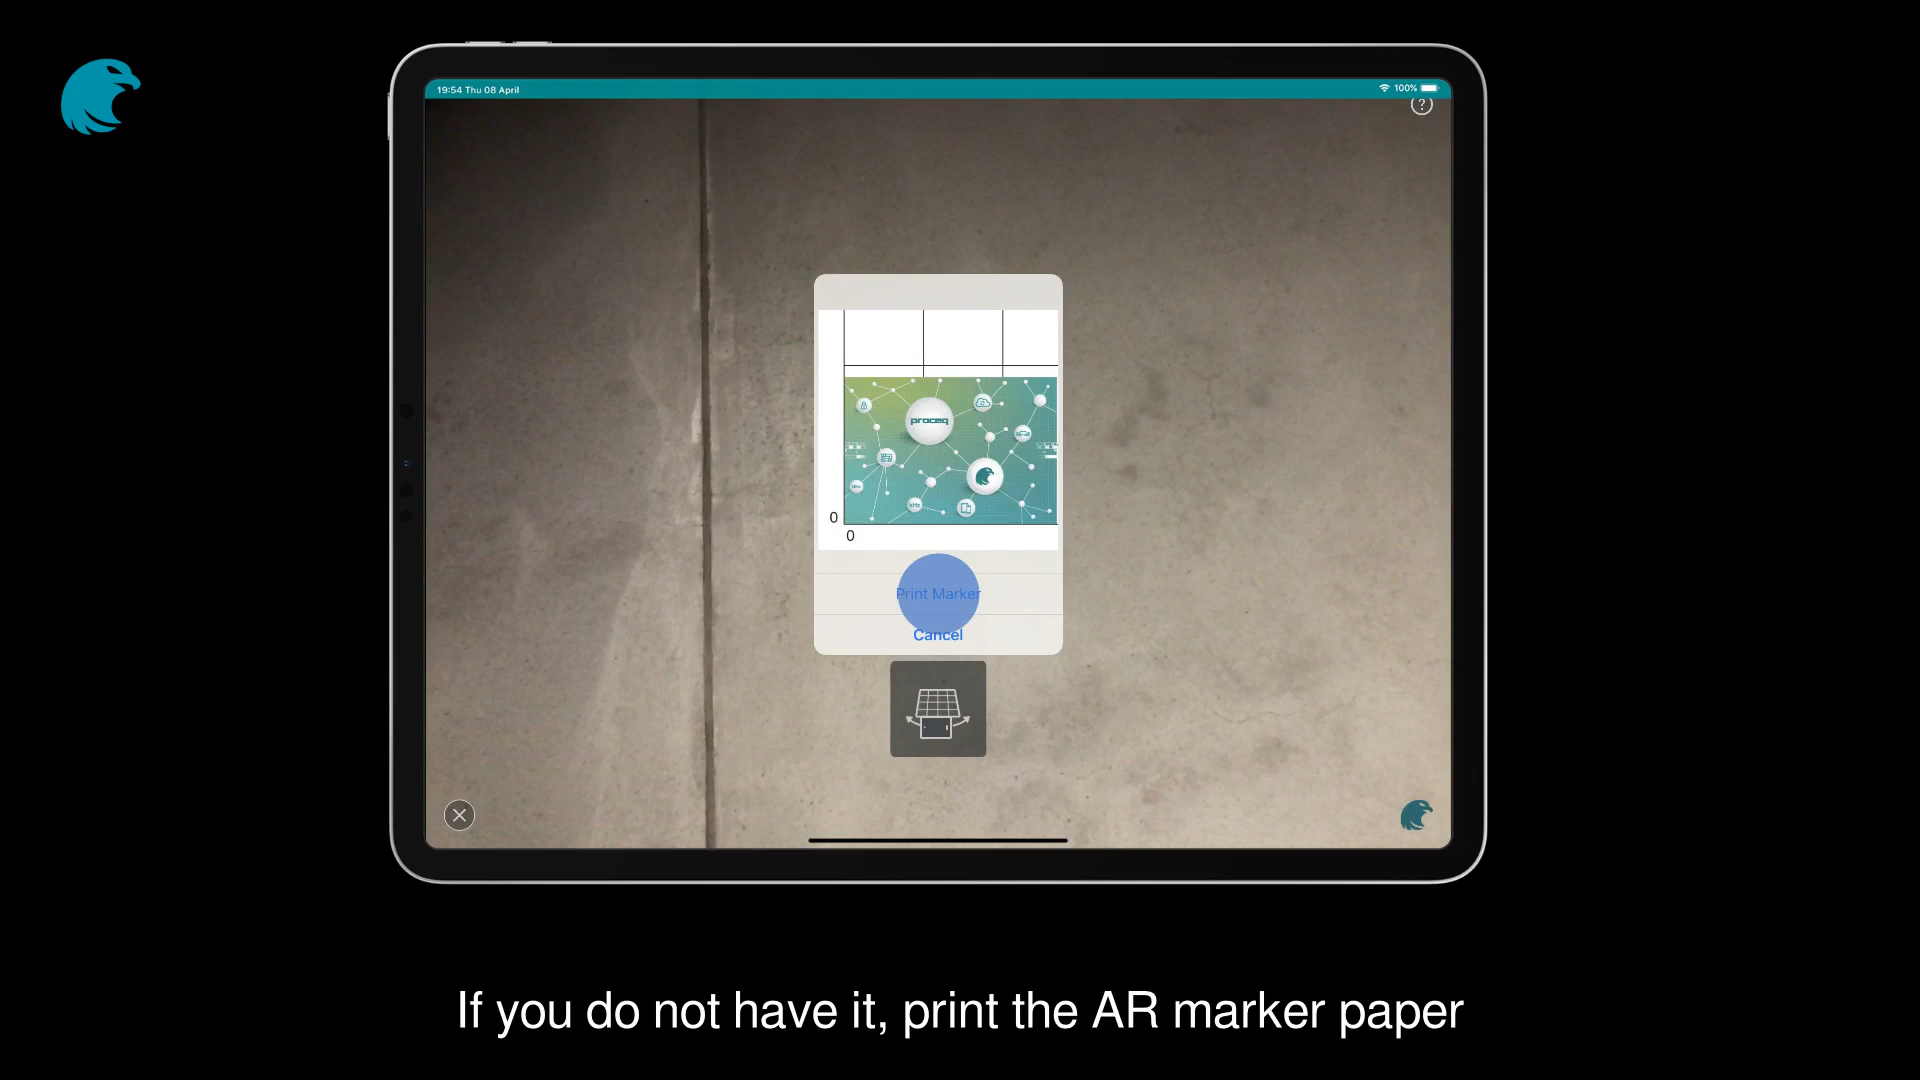 19:54 Thu 08 April
100%
?
proceq
kHz
0
0
Print Marker
Cancel
If you do not have it, print the AR marker paper